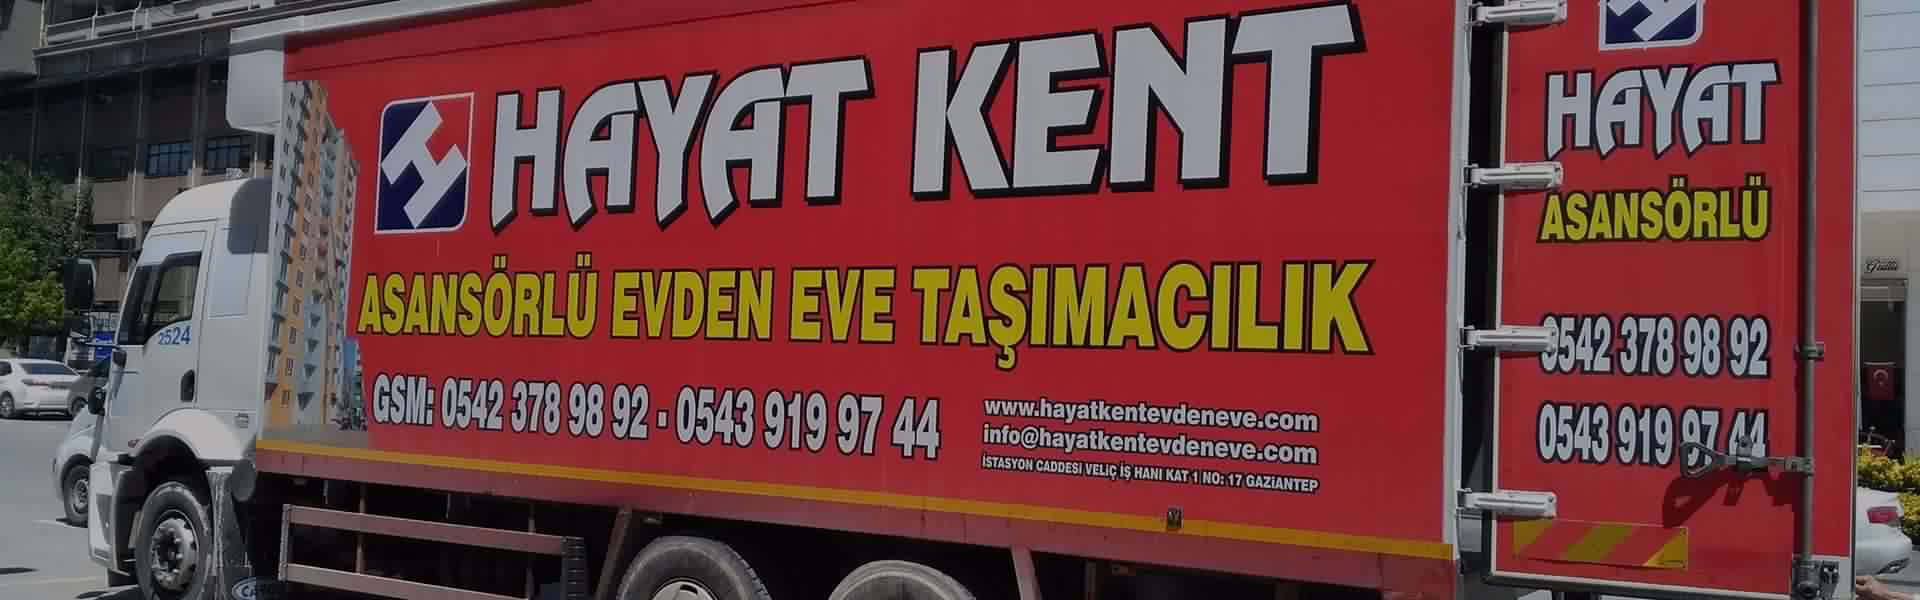 HAYAT KENT
ASANSÖRLÜ EVDEN EVE TAŞIMACILIK
GSM: 0542 378 98 92 - 0543 919 97 44
www.hayatkentevdeneve.com
info@hayatkentevdeneve.com
İSTASYON CADDESİ VELİÇ İŞ HANI KAT 1 NO: 17 GAZİANTEP
2524
HAYAT
ASANSÖRLÜ
0542 378 98 92
0543 919 97 44